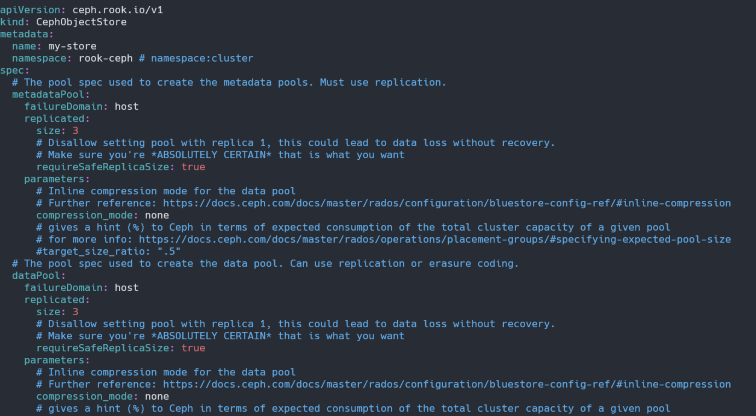 apiVersion: ceph.rook.io/v1
kind: CephObjectStore
metadata:
  name: my-store
  namespace: rook-ceph # namespace:cluster
spec:
  # The pool spec used to create the metadata pools. Must use replication.
  metadataPool:
    failureDomain: host
    replicated:
      size: 3
      # Disallow setting pool with replica 1, this could lead to data loss without recovery.
      # Make sure you're *ABSOLUTELY CERTAIN* that is what you want
      requireSafeReplicaSize: true
    parameters:
      # Inline compression mode for the data pool
      # Further reference: https://docs.ceph.com/docs/master/rados/configuration/bluestore-config-ref/#inline-compression
      compression_mode: none
      # gives a hint (%) to Ceph in terms of expected consumption of the total cluster capacity of a given pool
      # for more info: https://docs.ceph.com/docs/master/rados/operations/placement-groups/#specifying-expected-pool-size
      #target_size_ratio: ".5"
  # The pool spec used to create the data pool. Can use replication or erasure coding.
  dataPool:
    failureDomain: host
    replicated:
      size: 3
      # Disallow setting pool with replica 1, this could lead to data loss without recovery.
      # Make sure you're *ABSOLUTELY CERTAIN* that is what you want
      requireSafeReplicaSize: true
    parameters:
      # Inline compression mode for the data pool
      # Further reference: https://docs.ceph.com/docs/master/rados/configuration/bluestore-config-ref/#inline-compression
      compression_mode: none
      # gives a hint (%) to Ceph in terms of expected consumption of the total cluster capacity of a given pool